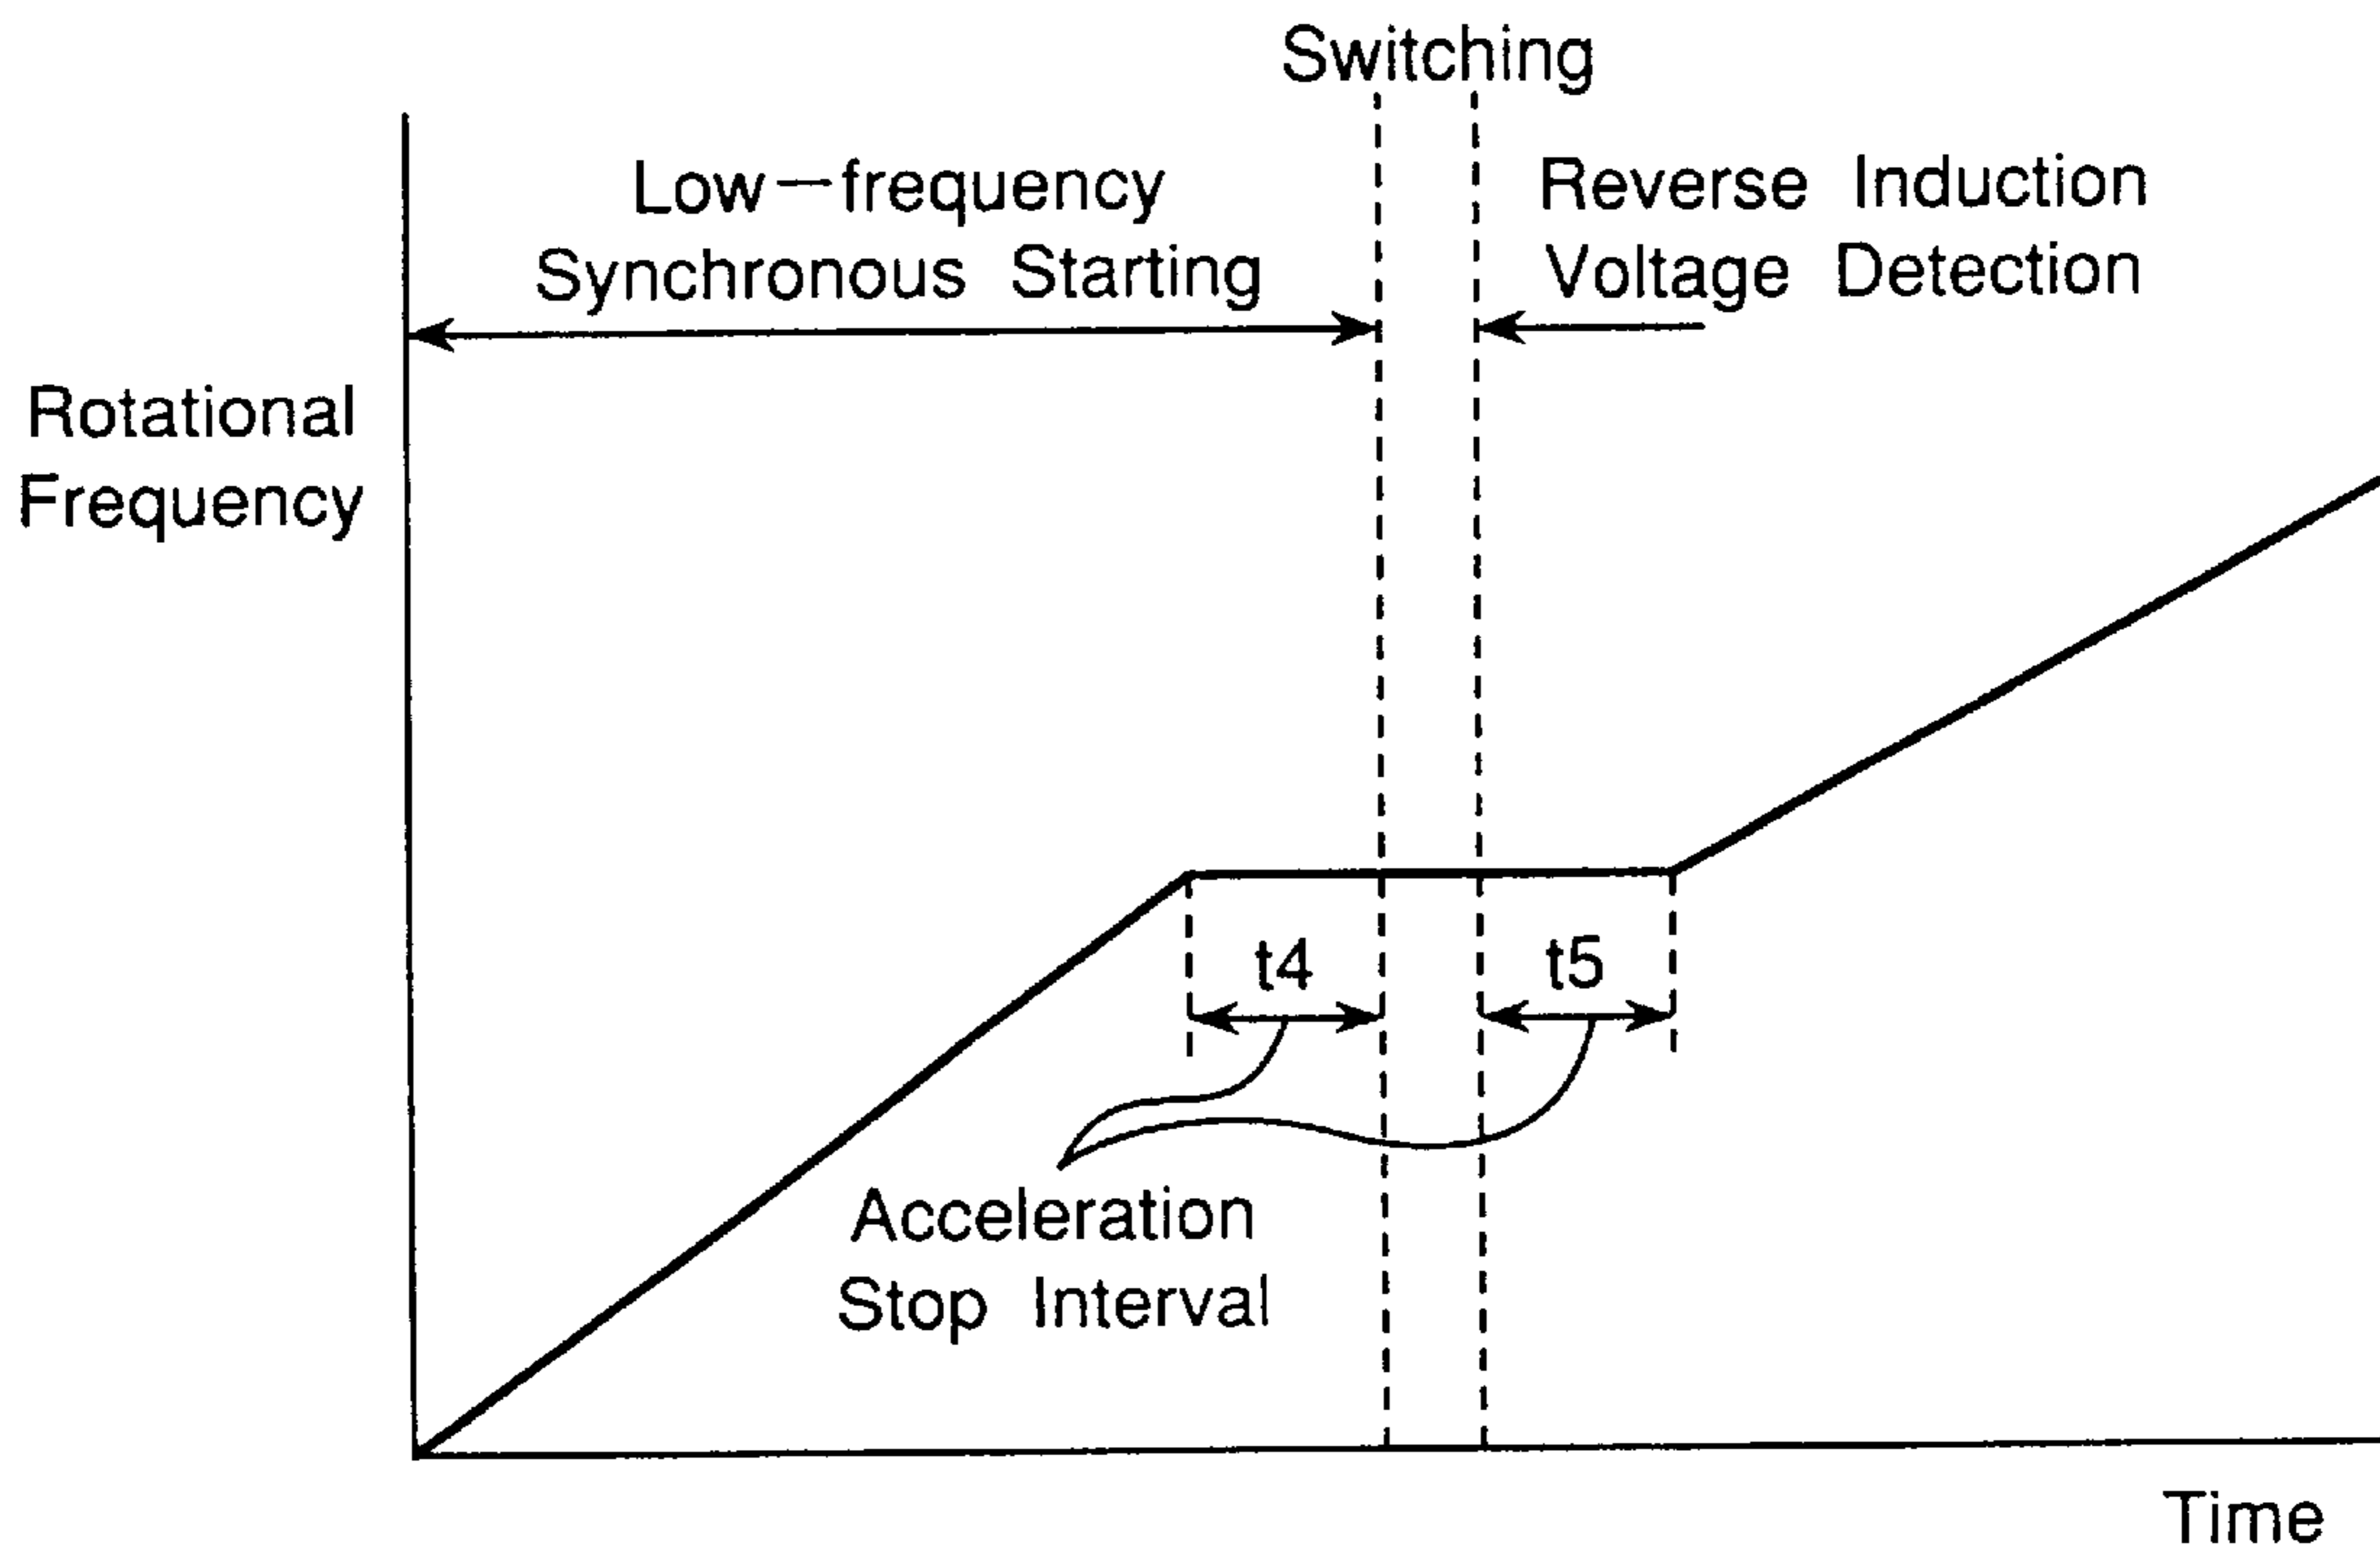 Switching
Low—frequency
Synchronous Starting
Reverse Induction
Voltage Detection
Rotational
Frequency
t4
t5
Acceleration
Stop Interval
Time